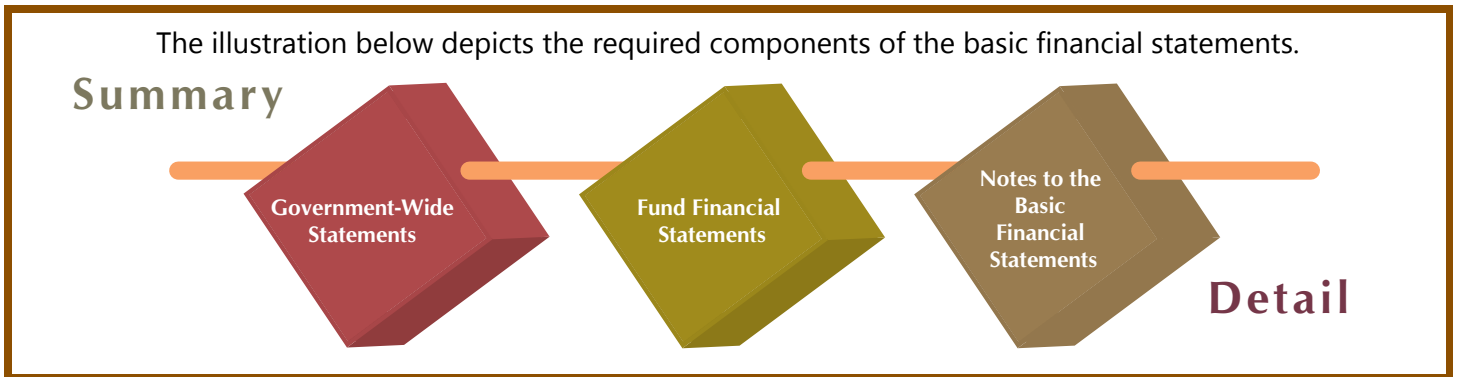 The illustration below depicts the required components of the basic financial statements.
Summary
Government-Wide
Statements
Fund Financial
Statements
Notes to the
Basic
Financial
Statements
Detail